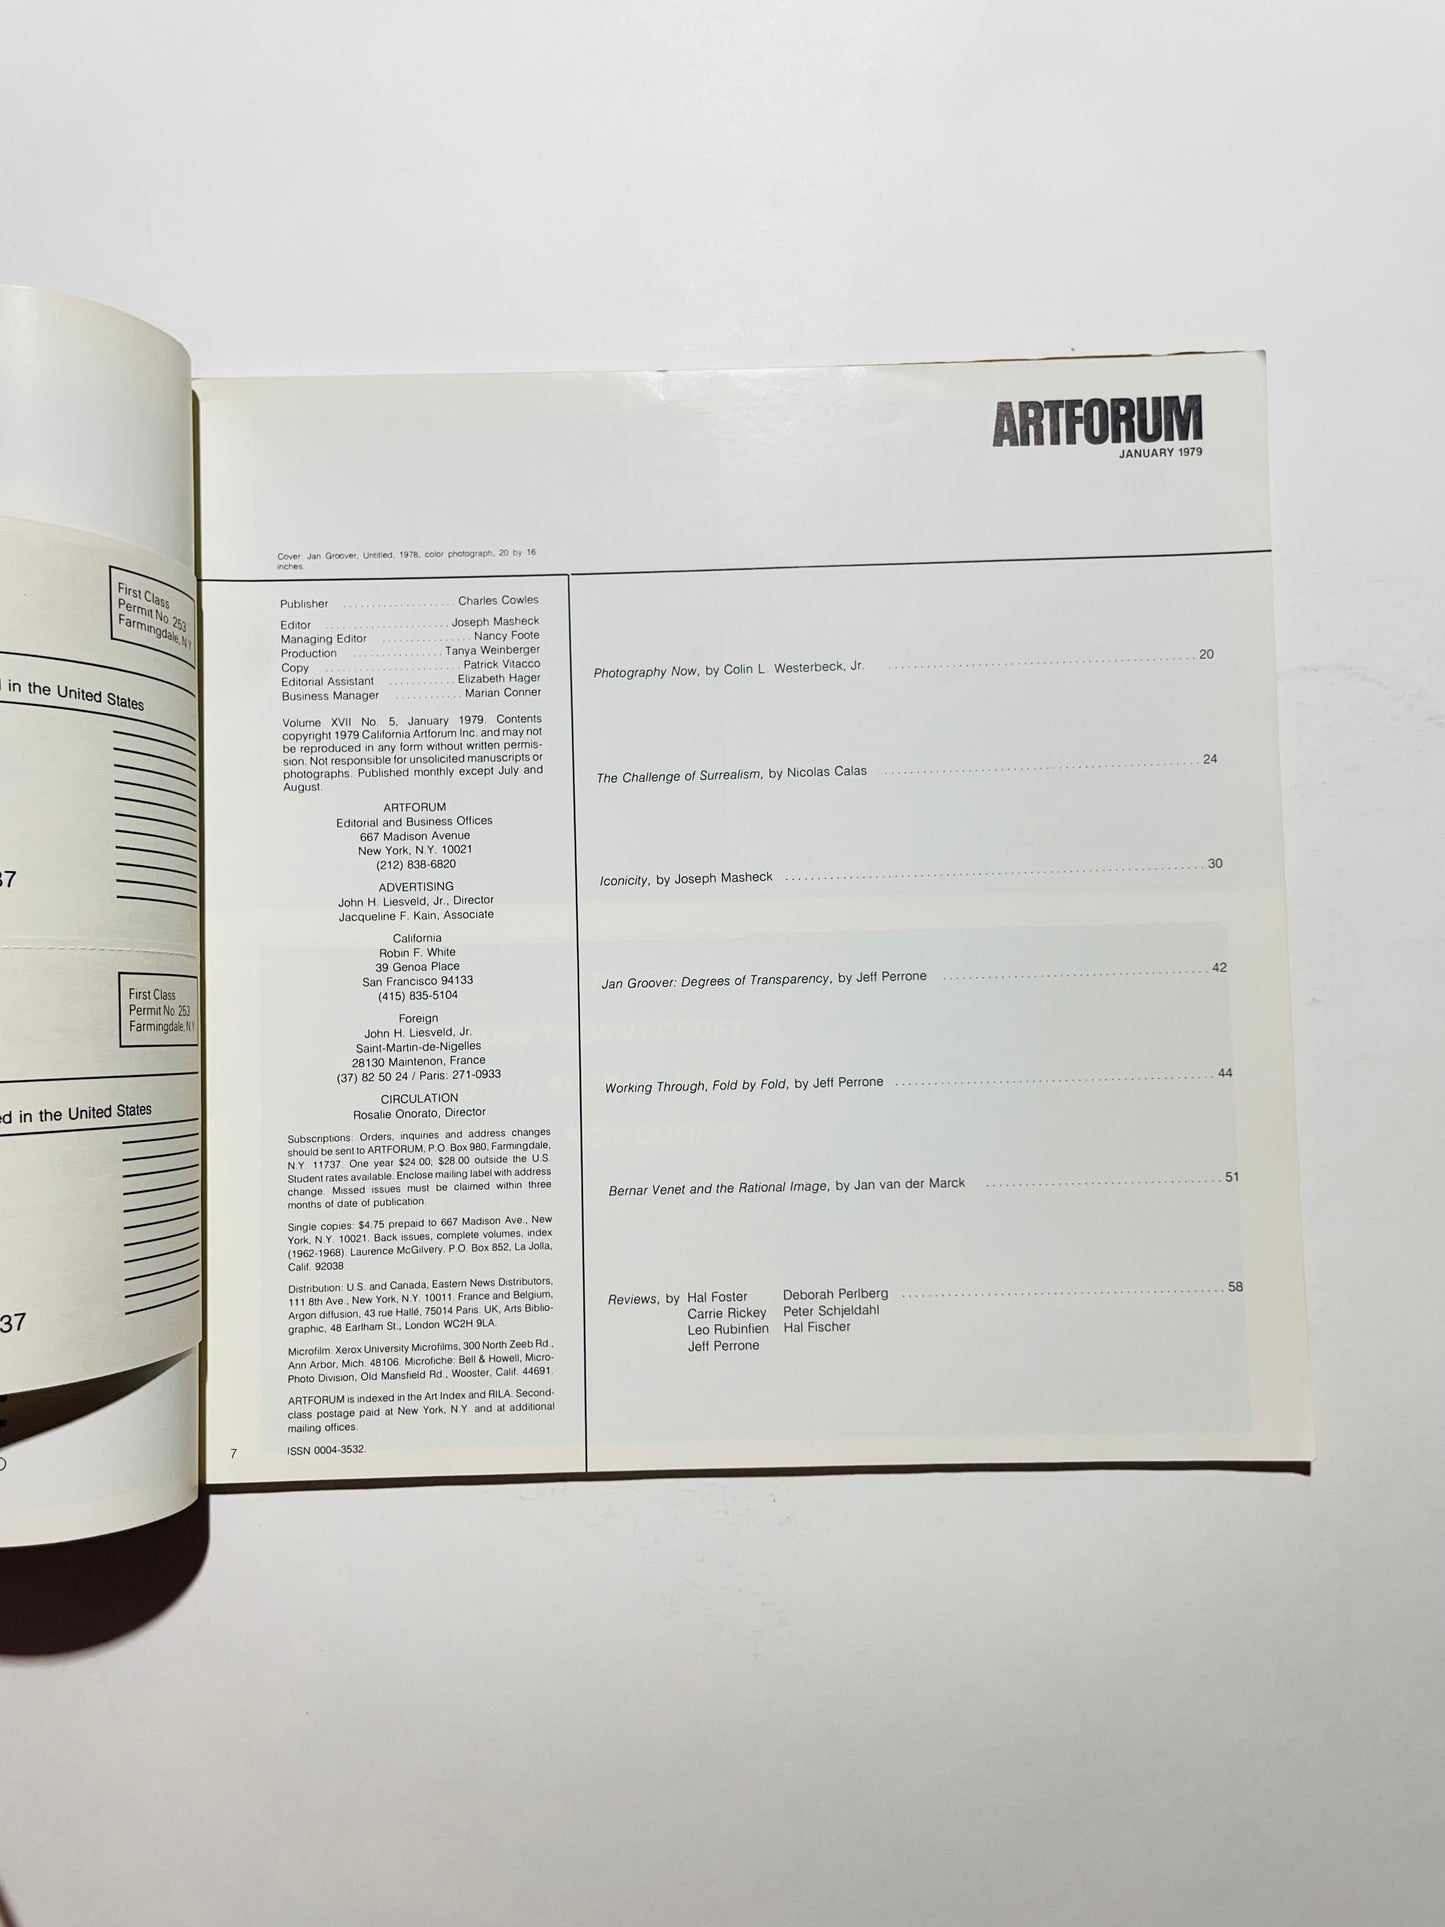 First Class
Permit No. 253
Farmingdale, N.Y.
in the United States
37
First Class
Permit No. 253
Farmingdale, N.Y.
ed in the United States
37
ARTFORUM
JANUARY 1979
Cover: Jan Groover, Untitled, 1978, color photograph, 20 by 16
inches.
Publisher .................... Charles Cowles
Editor ...................... Joseph Masheck
Managing Editor ................ Nancy Foote
Production ................ Tanya Weinberger
Copy ........................ Patrick Vitacco
Editorial Assistant ............ Elizabeth Hager
Business Manager ............ Marian Conner
Volume XVII No. 5, January 1979. Contents
copyright 1979 California Artforum Inc. and may not
be reproduced in any form without written permis-
sion. Not responsible for unsolicited manuscripts or
photographs. Published monthly except July and
August.
ARTFORUM
Editorial and Business Offices
667 Madison Avenue
New York, N.Y. 10021
(212) 838-6820
ADVERTISING
John H. Liesveld, Jr., Director
Jacqueline F. Kain, Associate
California
Robin F. White
39 Genoa Place
San Francisco 94133
(415) 835-5104
Foreign
John H. Liesveld, Jr.
Saint-Martin-de-Nigelles
28130 Maintenon, France
(37) 82 50 24 / Paris: 271-0933
CIRCULATION
Rosalie Onorato, Director
Subscriptions: Orders, inquiries and address changes
should be sent to ARTFORUM, P.O. Box 980, Farmingdale,
N.Y. 11737. One year $24.00; $28.00 outside the U.S.
Student rates available. Enclose mailing label with address
change. Missed issues must be claimed within three
months of date of publication.
Single copies: $4.75 prepaid to 667 Madison Ave., New
York, N.Y. 10021. Back issues, complete volumes, index
(1962-1968). Laurence McGilvery. P.O. Box 852, La Jolla,
Calif. 92038.
Distribution: U.S. and Canada, Eastern News Distributors,
111 8th Ave., New York, N.Y. 10011. France and Belgium,
Argon diffusion, 43 rue Hallé, 75014 Paris. UK, Arts Biblio-
graphic, 48 Earlham St., London WC2H 9LA.
Microfilm: Xerox University Microfilms, 300 North Zeeb Rd.,
Ann Arbor, Mich. 48106. Microfiche: Bell & Howell, Micro-
Photo Division, Old Mansfield Rd., Wooster, Calif. 44691.
ARTFORUM is indexed in the Art Index and RILA. Second-
class postage paid at New York, N.Y. and at additional
mailing offices.
ISSN 0004-3532.
7
Photography Now, by Colin L. Westerbeck, Jr. .................... 20
The Challenge of Surrealism, by Nicolas Calas .................... 24
Iconicity, by Joseph Masheck .................... 30
Jan Groover: Degrees of Transparency, by Jeff Perrone .................... 42
Working Through, Fold by Fold, by Jeff Perrone .................... 44
Bernar Venet and the Rational Image, by Jan van der Marck .................... 51
Reviews, by Hal Foster Deborah Perlberg .................... 58
Carrie Rickey Peter Schjeldahl
Leo Rubinfien Hal Fischer
Jeff Perrone